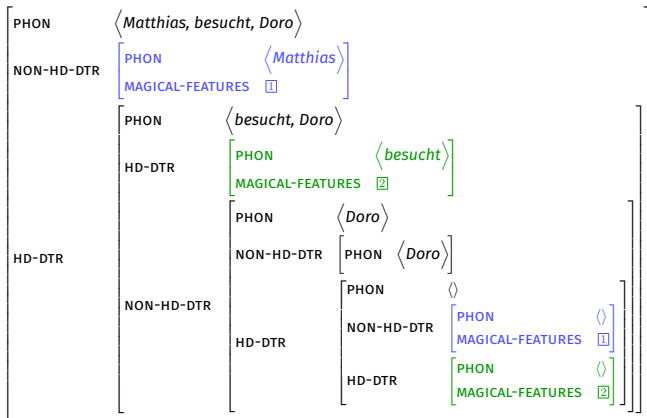 PHON ⟨Matthias, besucht, Doro⟩
NON-HD-DTR [PHON ⟨Matthias⟩
MAGICAL-FEATURES 1]
PHON ⟨besucht, Doro⟩
HD-DTR [PHON ⟨besucht⟩
MAGICAL-FEATURES 2]
PHON ⟨Doro⟩
NON-HD-DTR [PHON ⟨Doro⟩]
HD-DTR
PHON ⟨⟩
NON-HD-DTR
NON-HD-DTR [PHON ⟨⟩
MAGICAL-FEATURES 1]
HD-DTR
HD-DTR [PHON ⟨⟩
MAGICAL-FEATURES 2]